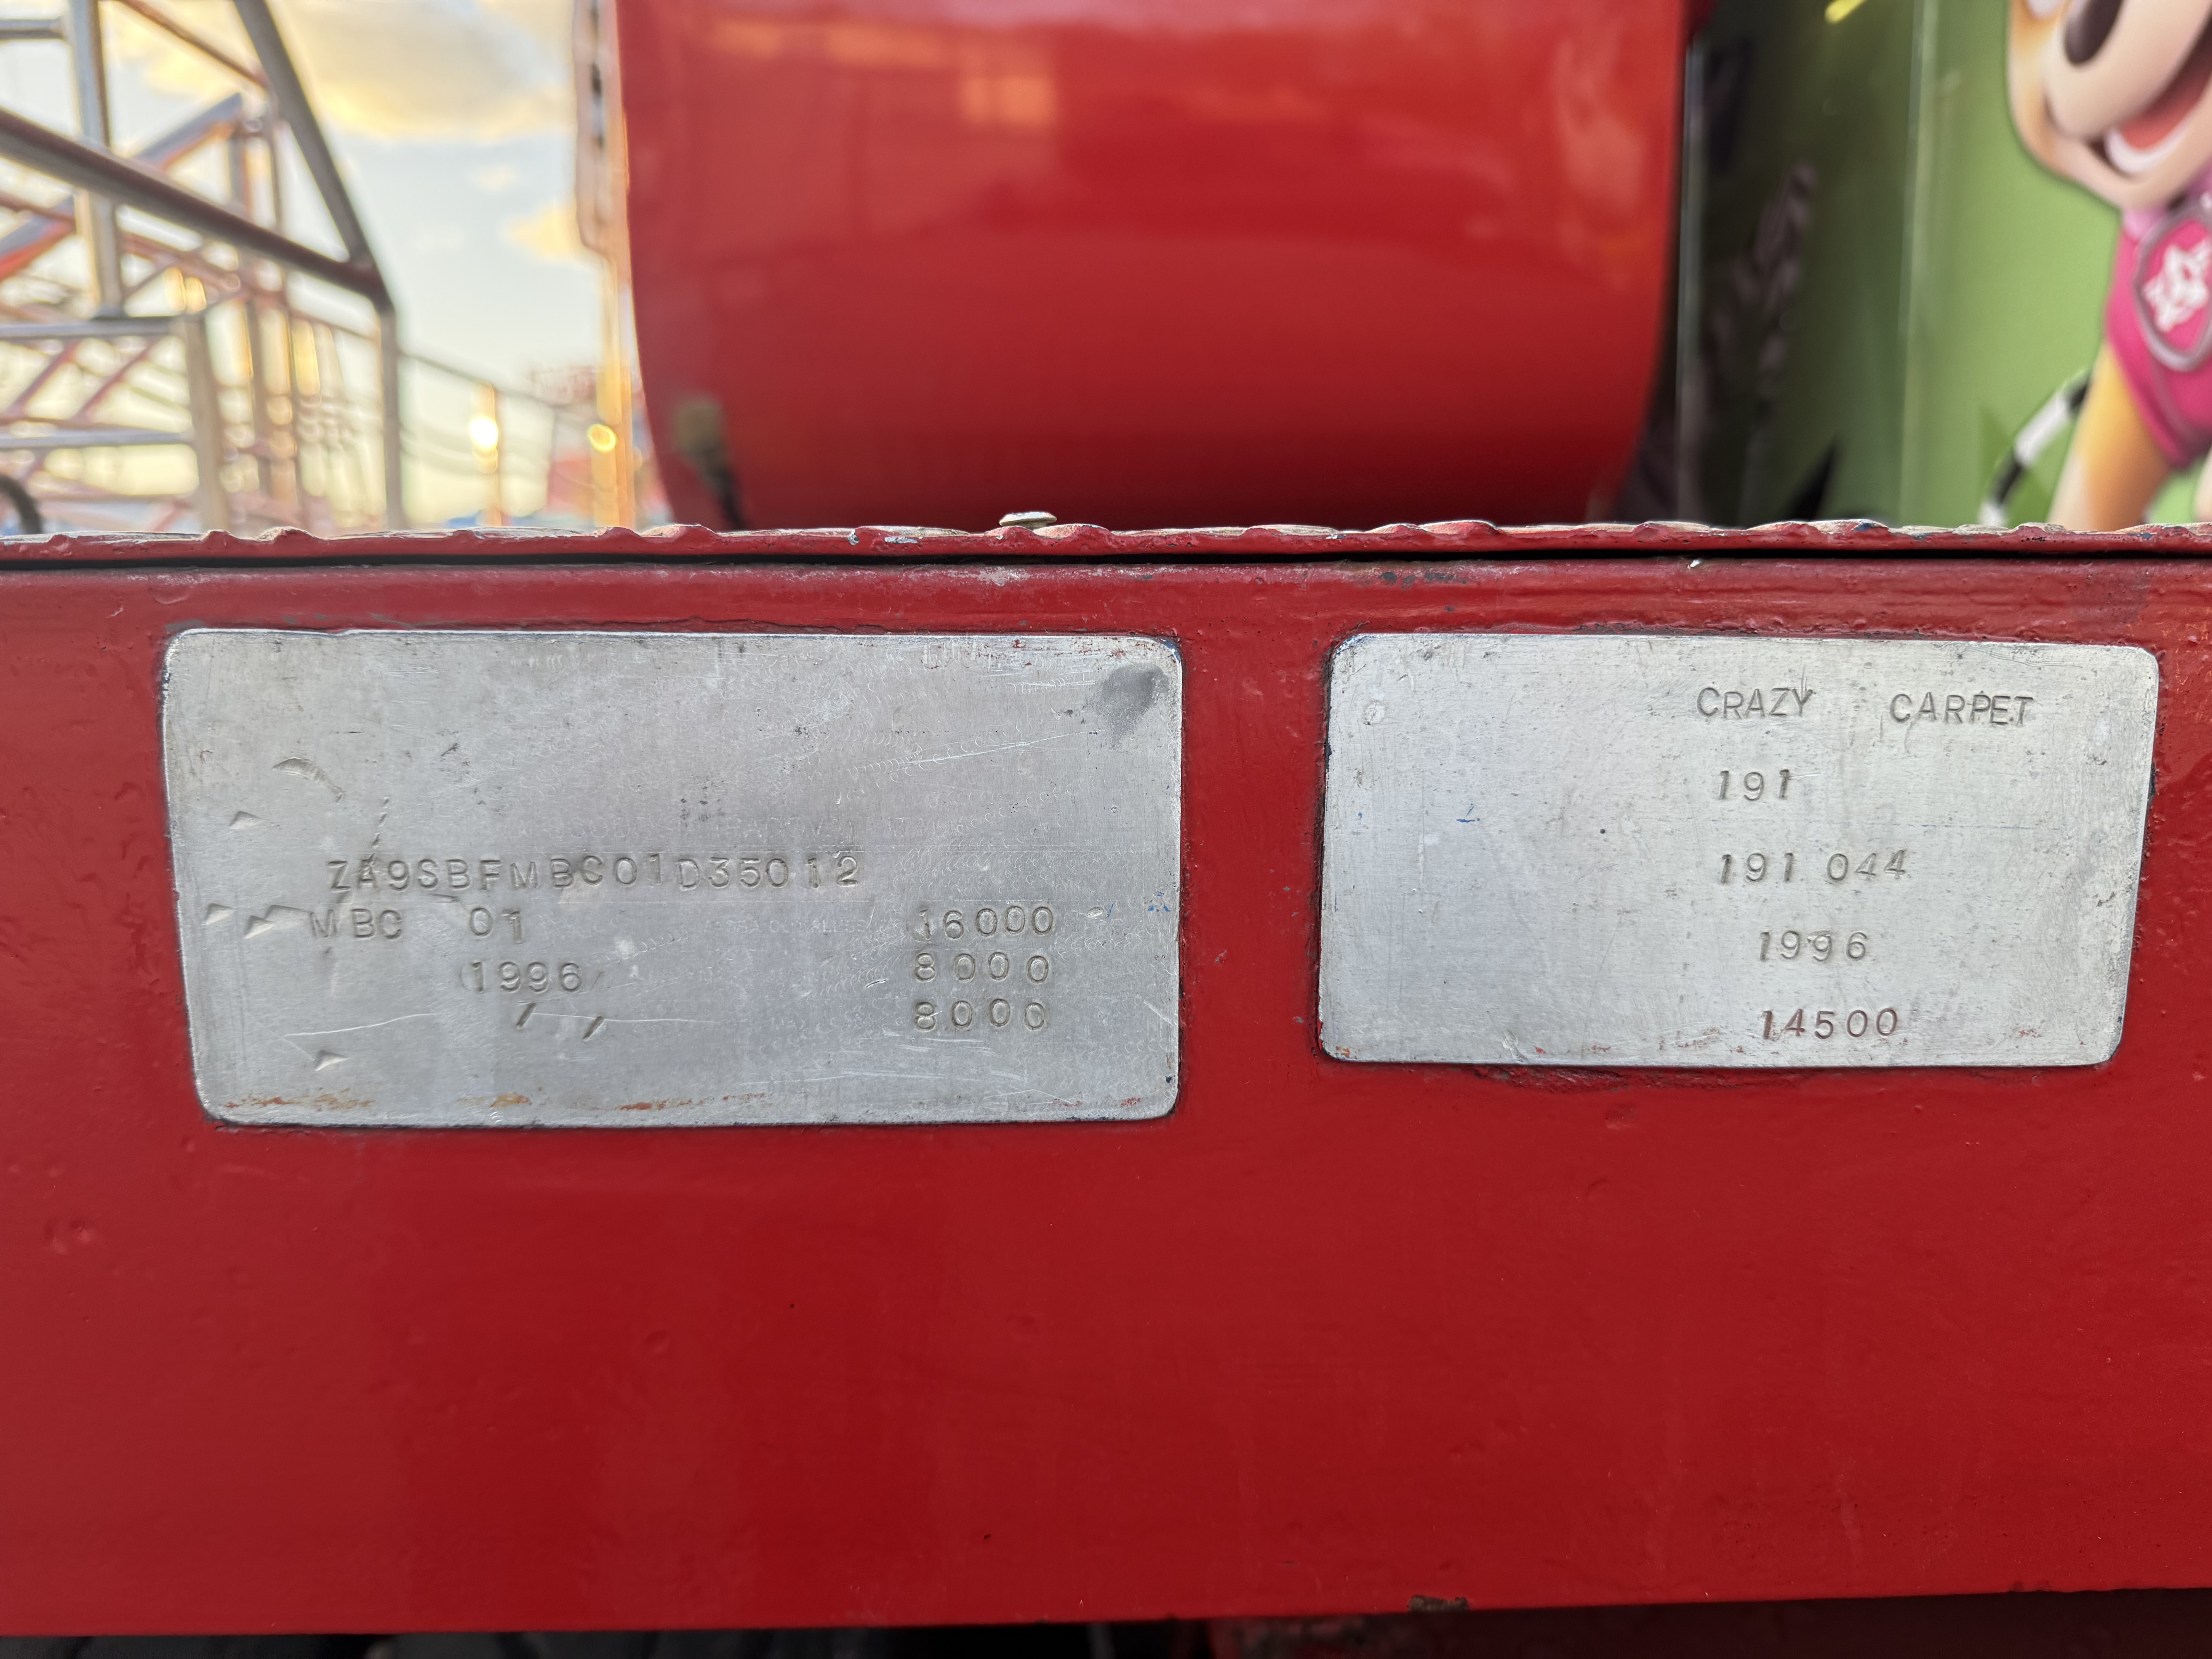 ZA9SBFMBC01D35012
MBC 01 16000
1996 8000
/ / 8000
CRAZY CARPET
191
191 044
1996
14500